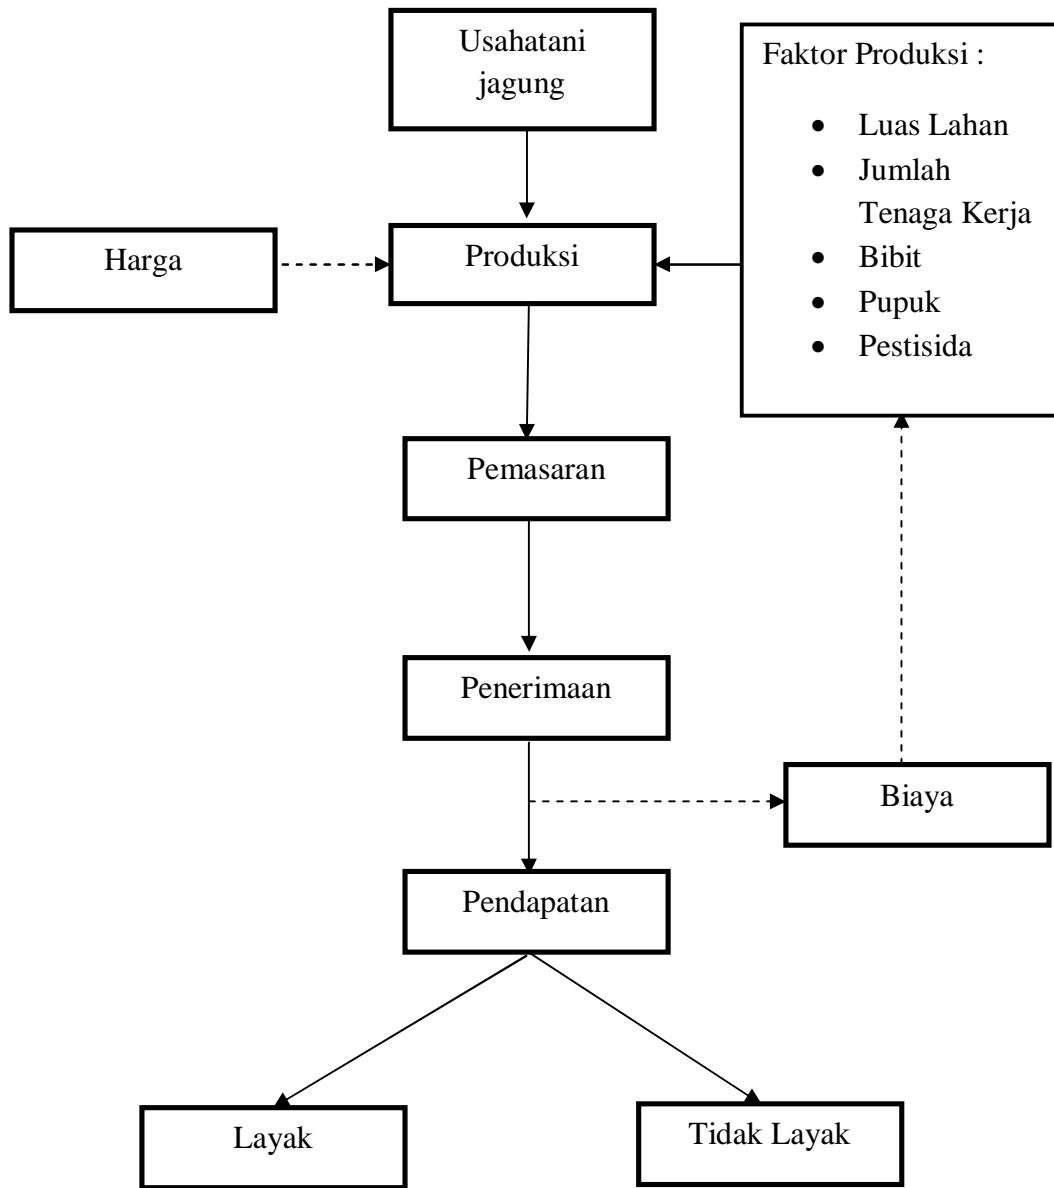 Usahatani
jagung
Faktor Produksi :
• Luas Lahan
• Jumlah
Tenaga Kerja
• Bibit
• Pupuk
• Pestisida
Harga
Produksi
Pemasaran
Penerimaan
Biaya
Pendapatan
Layak
Tidak Layak